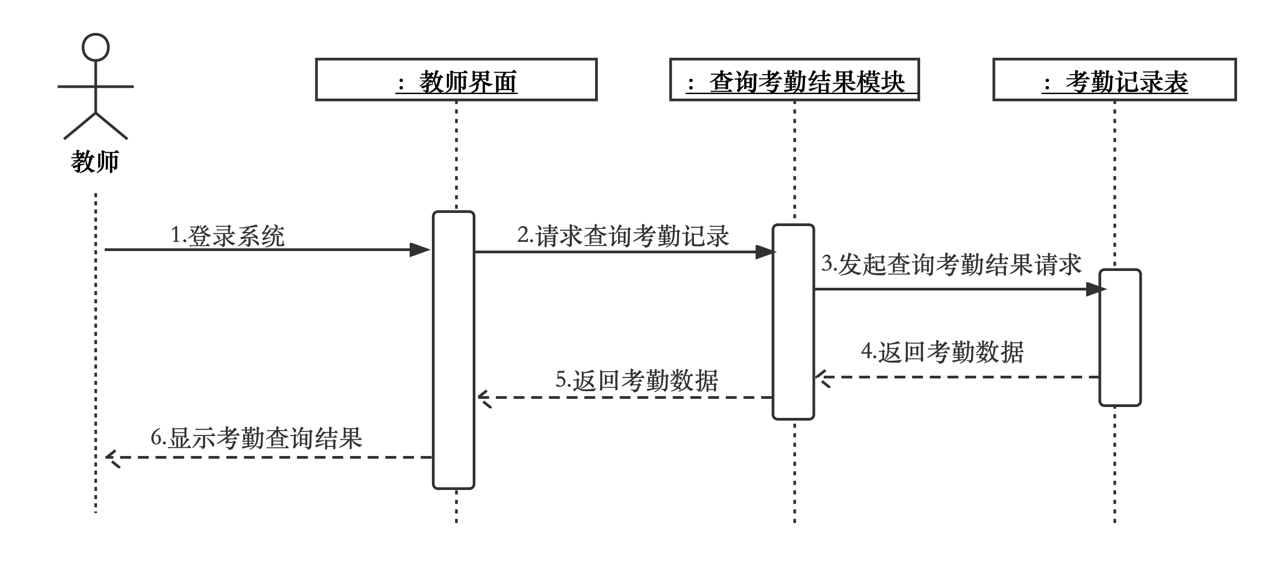 : 教师界面
: 查询考勤结果模块
: 考勤记录表
教师
1.登录系统
2.请求查询考勤记录
3.发起查询考勤结果请求
4.返回考勤数据
5.返回考勤数据
6.显示考勤查询结果